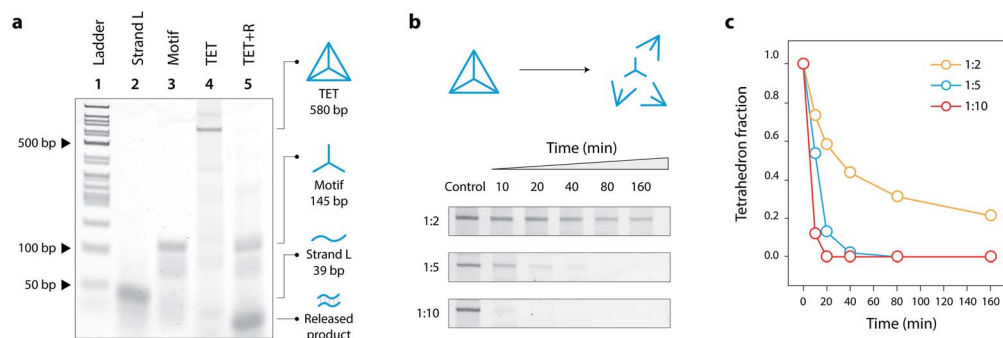 a
Ladder
Strand L
Motif
TET
TET+R
1 2 3 4 5
500 bp
100 bp
50 bp
TET
580 bp
Motif
145 bp
Strand L
39 bp
Released
product
b
Time (min)
Control 10 20 40 80 160
1:2
1:5
1:10
c
Tetrahedron fraction
1.0
0.8
0.6
0.4
0.2
0.0
0 20 40 60 80 100 120 140 160
Time (min)
1:2
1:5
1:10